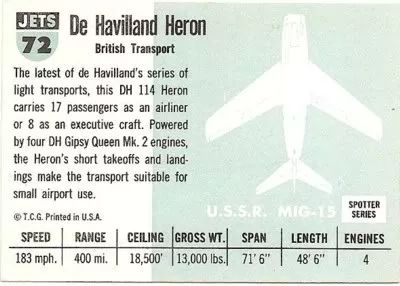 JETS
72
De Havilland Heron
British Transport
The latest of de Havilland's series of
light transports, this DH 114 Heron
carries 17 passengers as an airliner
or 8 as an executive craft. Powered
by four DH Gipsy Queen Mk. 2 engines,
the Heron's short takeoffs and land-
ings make the transport suitable for
small airport use.
© T.C.G. Printed in U.S.A.
U.S.S.R. MIG-15
SPOTTER
SERIES
SPEED RANGE CEILING GROSS WT. SPAN LENGTH ENGINES
183 mph. 400 mi. 18,500' 13,000 lbs. 71' 6" 48' 6" 4